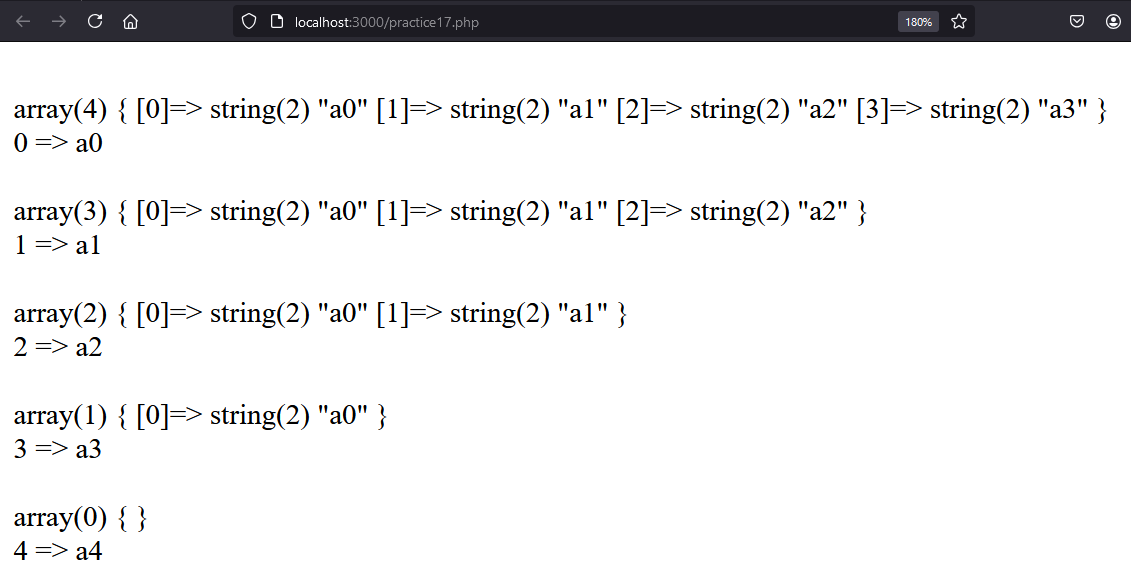 localhost:3000/practice17.php 180%
array(4) { [0]=> string(2) "a0" [1]=> string(2) "a1" [2]=> string(2) "a2" [3]=> string(2) "a3" }
0 => a0
array(3) { [0]=> string(2) "a0" [1]=> string(2) "a1" [2]=> string(2) "a2" }
1 => a1
array(2) { [0]=> string(2) "a0" [1]=> string(2) "a1" }
2 => a2
array(1) { [0]=> string(2) "a0" }
3 => a3
array(0) { }
4 => a4